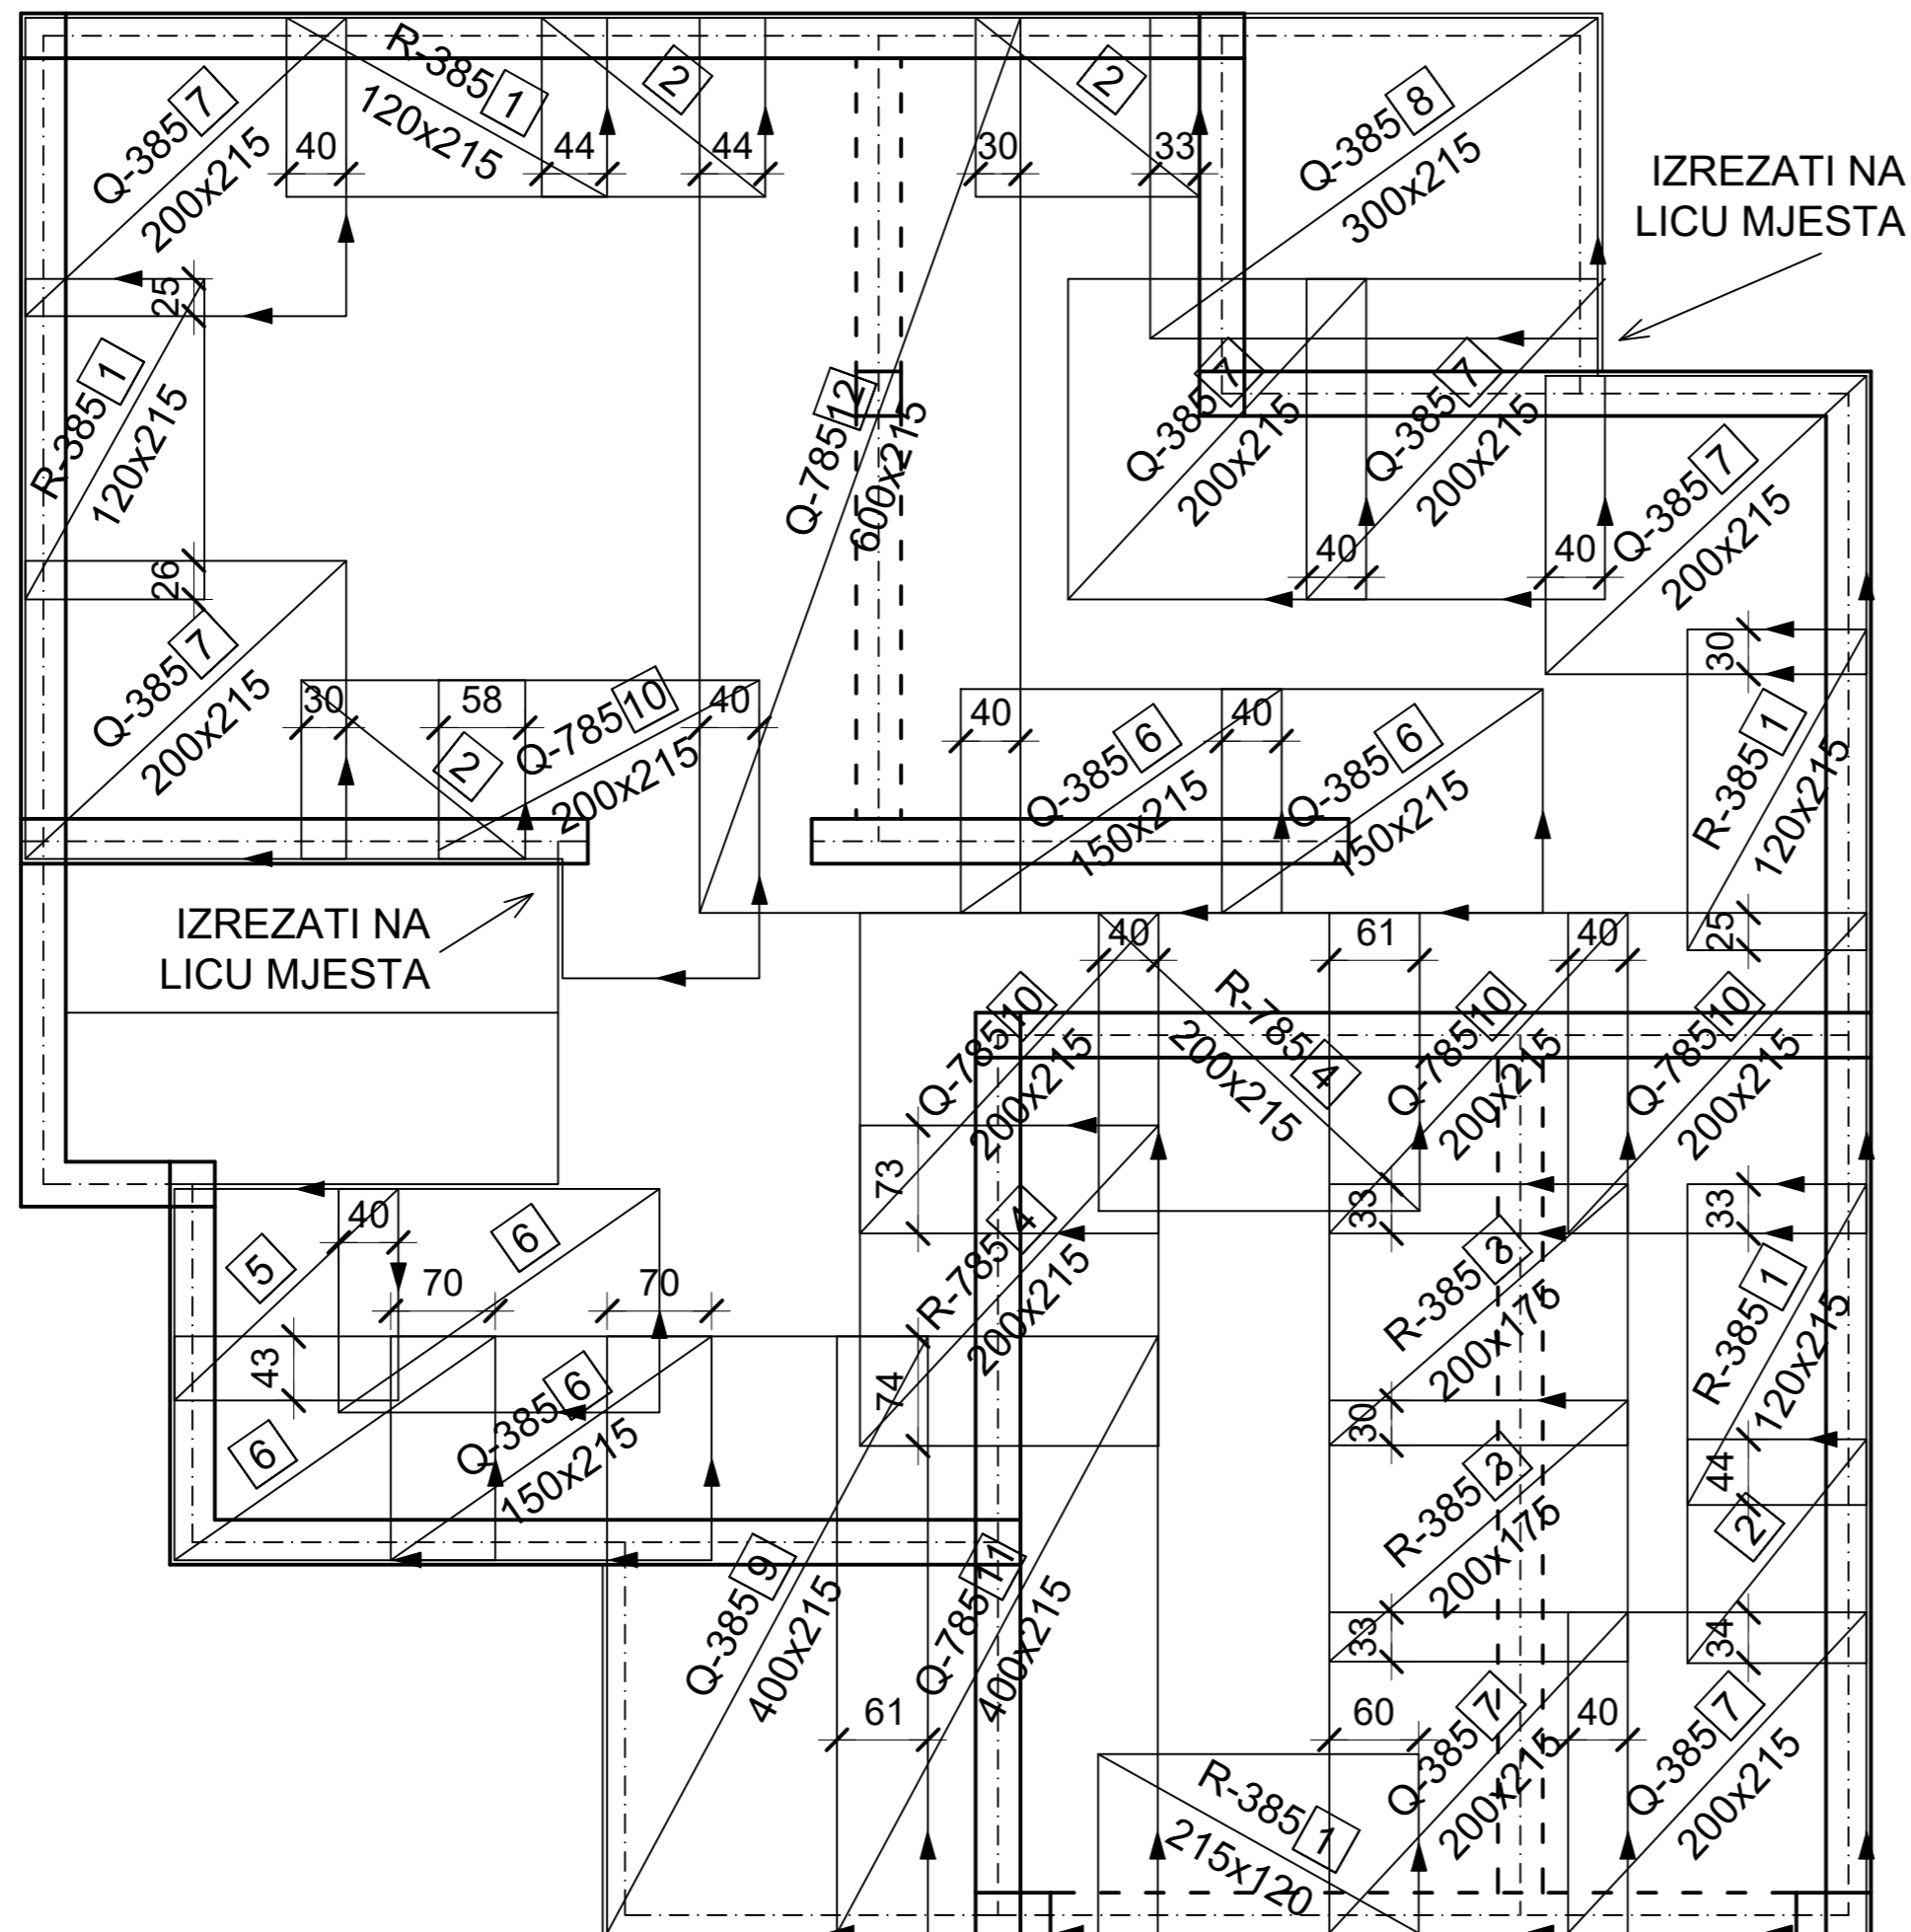 R-385 1
120x215
2
2
Q-385 7
200x215
40
44
44
30
33
Q-385 8
300x215
IZREZATI NA
LICU MJESTA
25
R-385 1
120x215
26
Q-785 12
600x215
Q-385 7
200x215
Q-385 7
200x215
40
40
Q-385 7
200x215
30
Q-385 7
200x215
30
58
2
Q-785 10
200x215
40
40
Q-385 6
150x215
40
Q-385 6
150x215
R-385 1
120x215
25
IZREZATI NA
LICU MJESTA
40
61
40
Q-785 10
200x215
R-785 4
200x215
Q-785 10
200x215
Q-785 10
200x215
73
33
33
40
5
6
70
70
43
R-785 4
200x215
R-385 3
200x175
R-385 1
120x215
74
30
6
Q-385 6
150x215
44
R-385 3
200x175
2
Q-385 9
400x215
Q-785 11
400x215
33
34
61
60
40
Q-385 7
200x215
Q-385 7
200x215
R-385 1
215x120